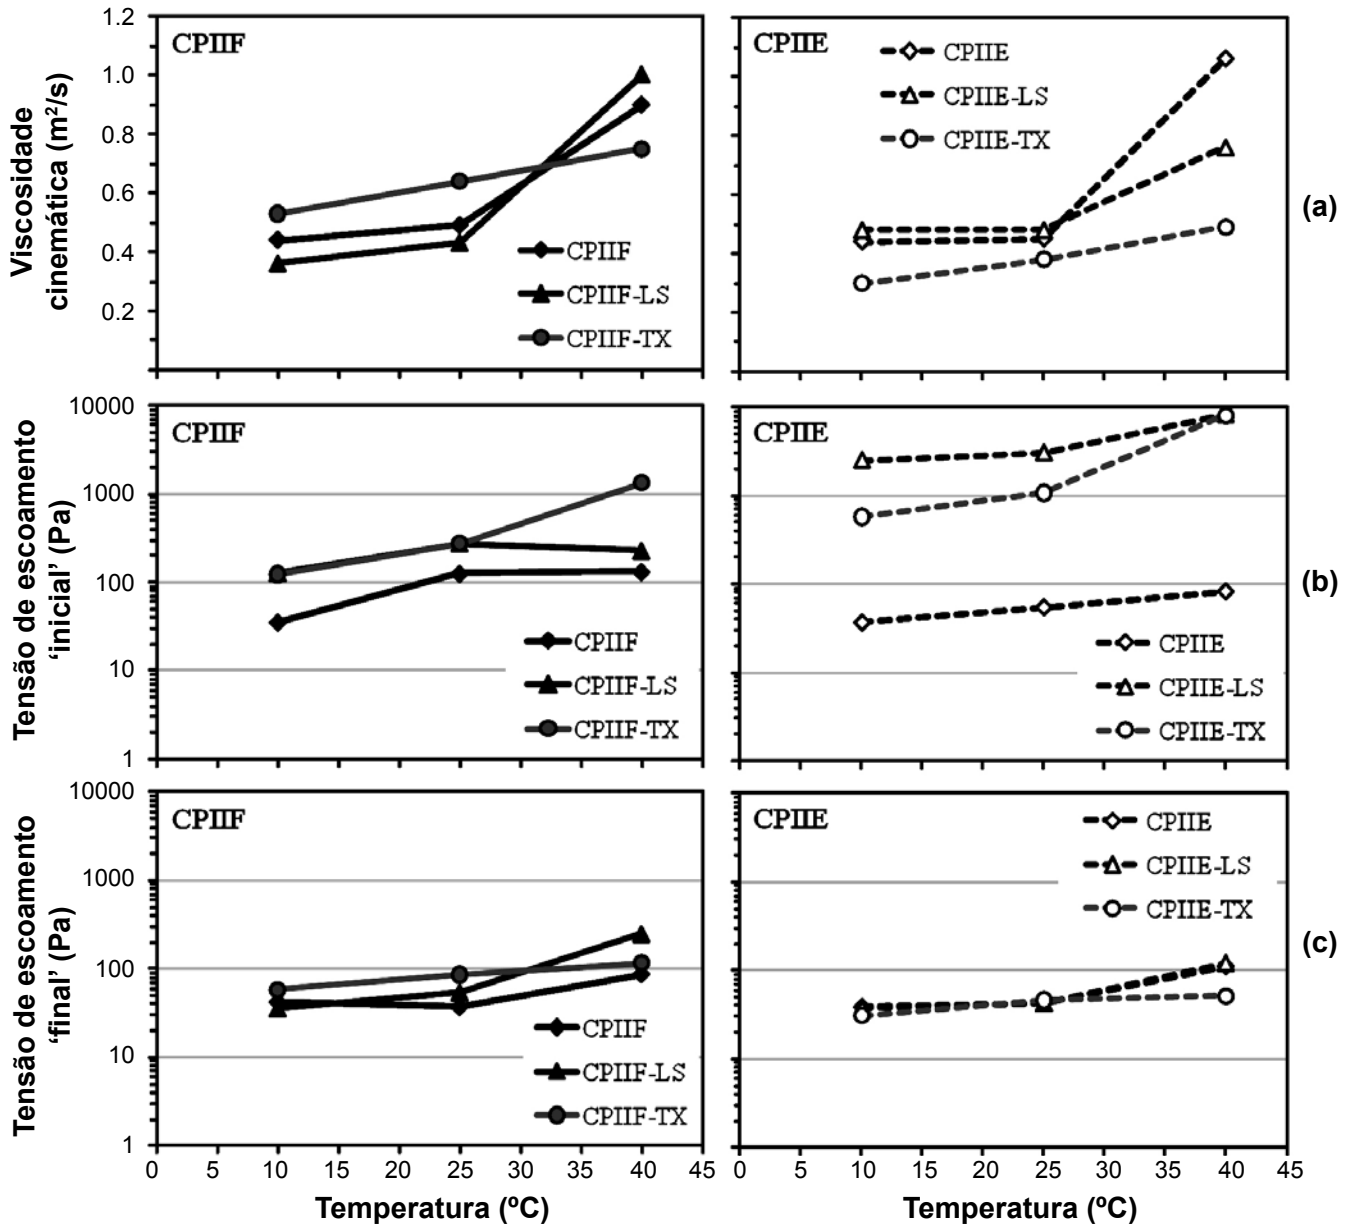 Viscosidade
cinemática (m²/s)
1.2
1.0
0.8
0.6
0.4
0.2
CPIIF
CPIIF
CPIIF-LS
CPIIF-TX
CPIIE
CPIIE
CPIIE-LS
CPIIE-TX
(a)
Tensão de escoamento
‘inicial’ (Pa)
10000
1000
100
10
1
CPIIF
CPIIF
CPIIF-LS
CPIIF-TX
CPIIE
CPIIE
CPIIE-LS
CPIIE-TX
(b)
Tensão de escoamento
‘final’ (Pa)
10000
1000
100
10
1
CPIIF
CPIIF
CPIIF-LS
CPIIF-TX
CPIIE
CPIIE
CPIIE-LS
CPIIE-TX
(c)
0 5 10 15 20 25 30 35 40 45
0 5 10 15 20 25 30 35 40 45
Temperatura (ºC)
Temperatura (ºC)